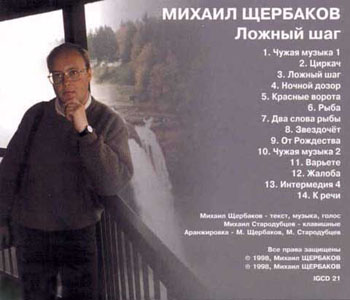 МИХАИЛ ЩЕРБАКОВ
Ложный шаг
1. Чужая музыка 1
2. Циркач
3. Ложный шаг
4. Ночной дозор
5. Красные ворота
6. Рыба
7. Два слова рыбы
8. Звездочёт
9. От Рождества
10. Чужая музыка 2
11. Варьете
12. Жалоба
13. Интермедия 4
14. К речи
Михаил Щербаков - текст, музыка, голос
Михаил Стародубцев - клавишные
Аранжировка - М. Щербаков, М. Стародубцев
Все права защищены
© 1998, Михаил ЩЕРБАКОВ
℗ 1998, Михаил ЩЕРБАКОВ
IGCD 21